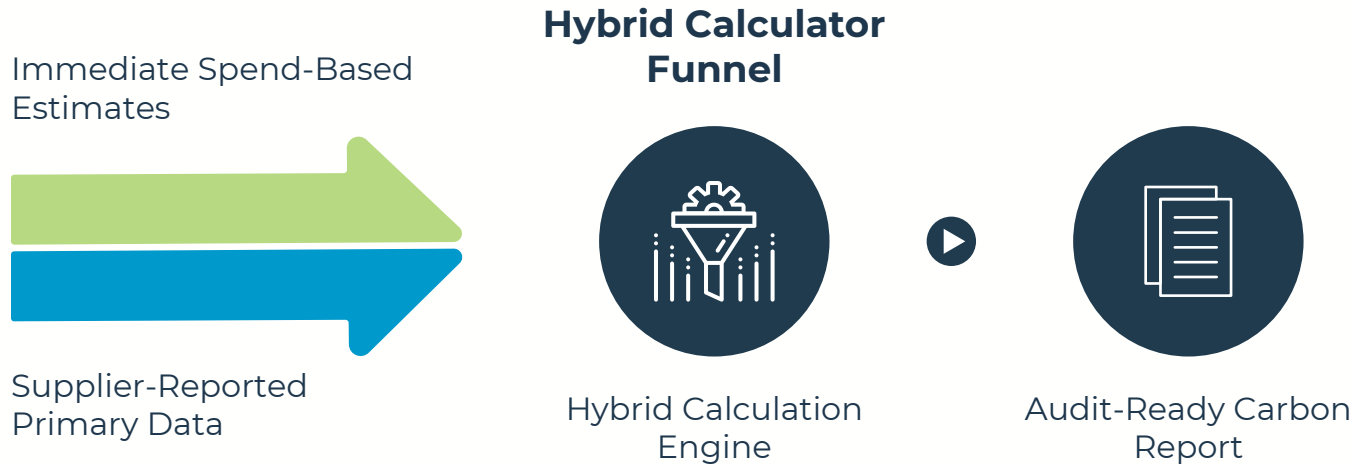 Hybrid Calculator
Funnel
Immediate Spend-Based
Estimates
Supplier-Reported
Primary Data
Hybrid Calculation
Engine
Audit-Ready Carbon
Report